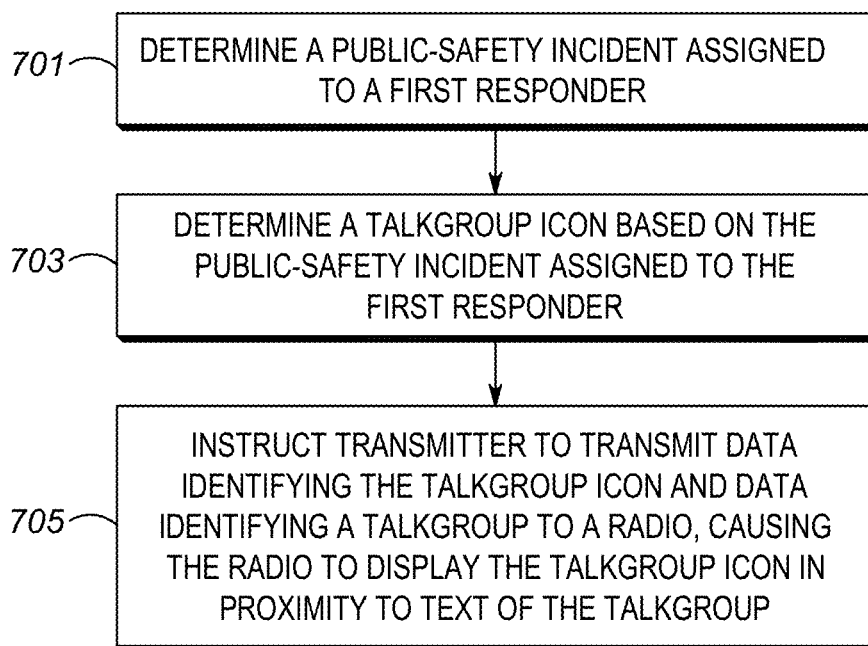 701
DETERMINE A PUBLIC-SAFETY INCIDENT ASSIGNED
TO A FIRST RESPONDER
703
DETERMINE A TALKGROUP ICON BASED ON THE
PUBLIC-SAFETY INCIDENT ASSIGNED TO THE
FIRST RESPONDER
705
INSTRUCT TRANSMITTER TO TRANSMIT DATA
IDENTIFYING THE TALKGROUP ICON AND DATA
IDENTIFYING A TALKGROUP TO A RADIO, CAUSING
THE RADIO TO DISPLAY THE TALKGROUP ICON IN
PROXIMITY TO TEXT OF THE TALKGROUP